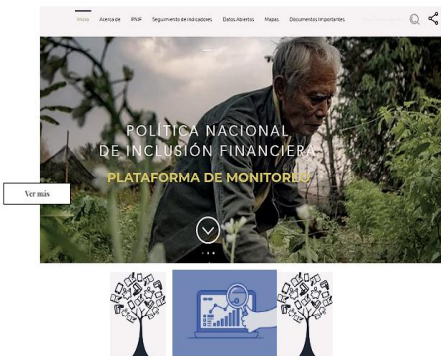 Inicio Acerca de IPNIF Seguimiento de indicadores Datos Abiertos Mapas Documentos Importantes
POLÍTICA NACIONAL
DE INCLUSIÓN FINANCIERA
PLATAFORMA DE MONITOREO
Ver más